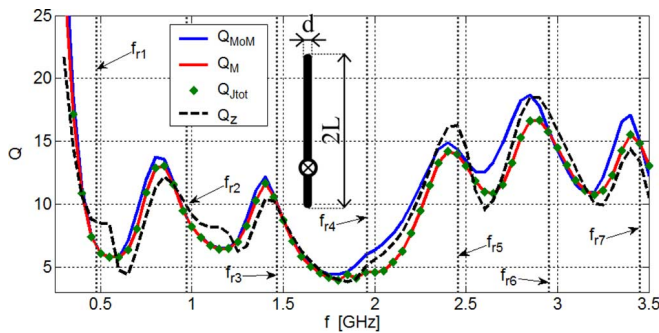 25
20
15
10
5
Q
f_r1
Q_MoM
Q_M
Q_Jtot
Q_Z
d
2L
f_r2
f_r3
f_r4
f_r5
f_r6
f_r7
0.5 1 1.5 2 2.5 3 3.5
f [GHz]